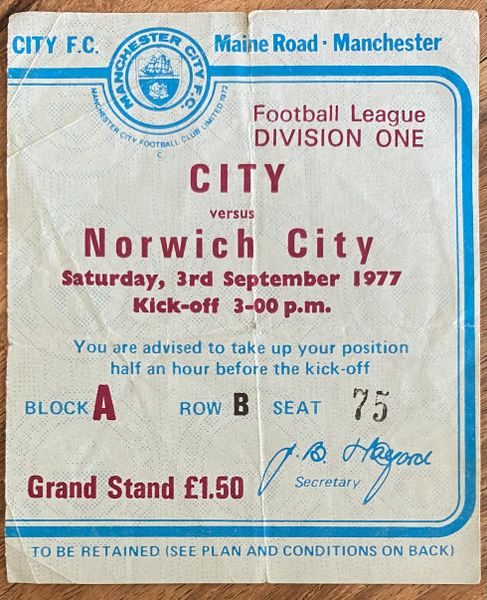 CITY F.C.
Maine Road · Manchester
MANCHESTER CITY F.C.
MANCHESTER CITY FOOTBALL CLUB LIMITED 1972
C
Football League
DIVISION ONE
CITY
versus
Norwich City
Saturday, 3rd September 1977
Kick-off 3-00 p.m.
You are advised to take up your position
half an hour before the kick-off
BLOCK A ROW B SEAT 75
J. B. Halford
Grand Stand £1.50
Secretary
TO BE RETAINED (SEE PLAN AND CONDITIONS ON BACK)